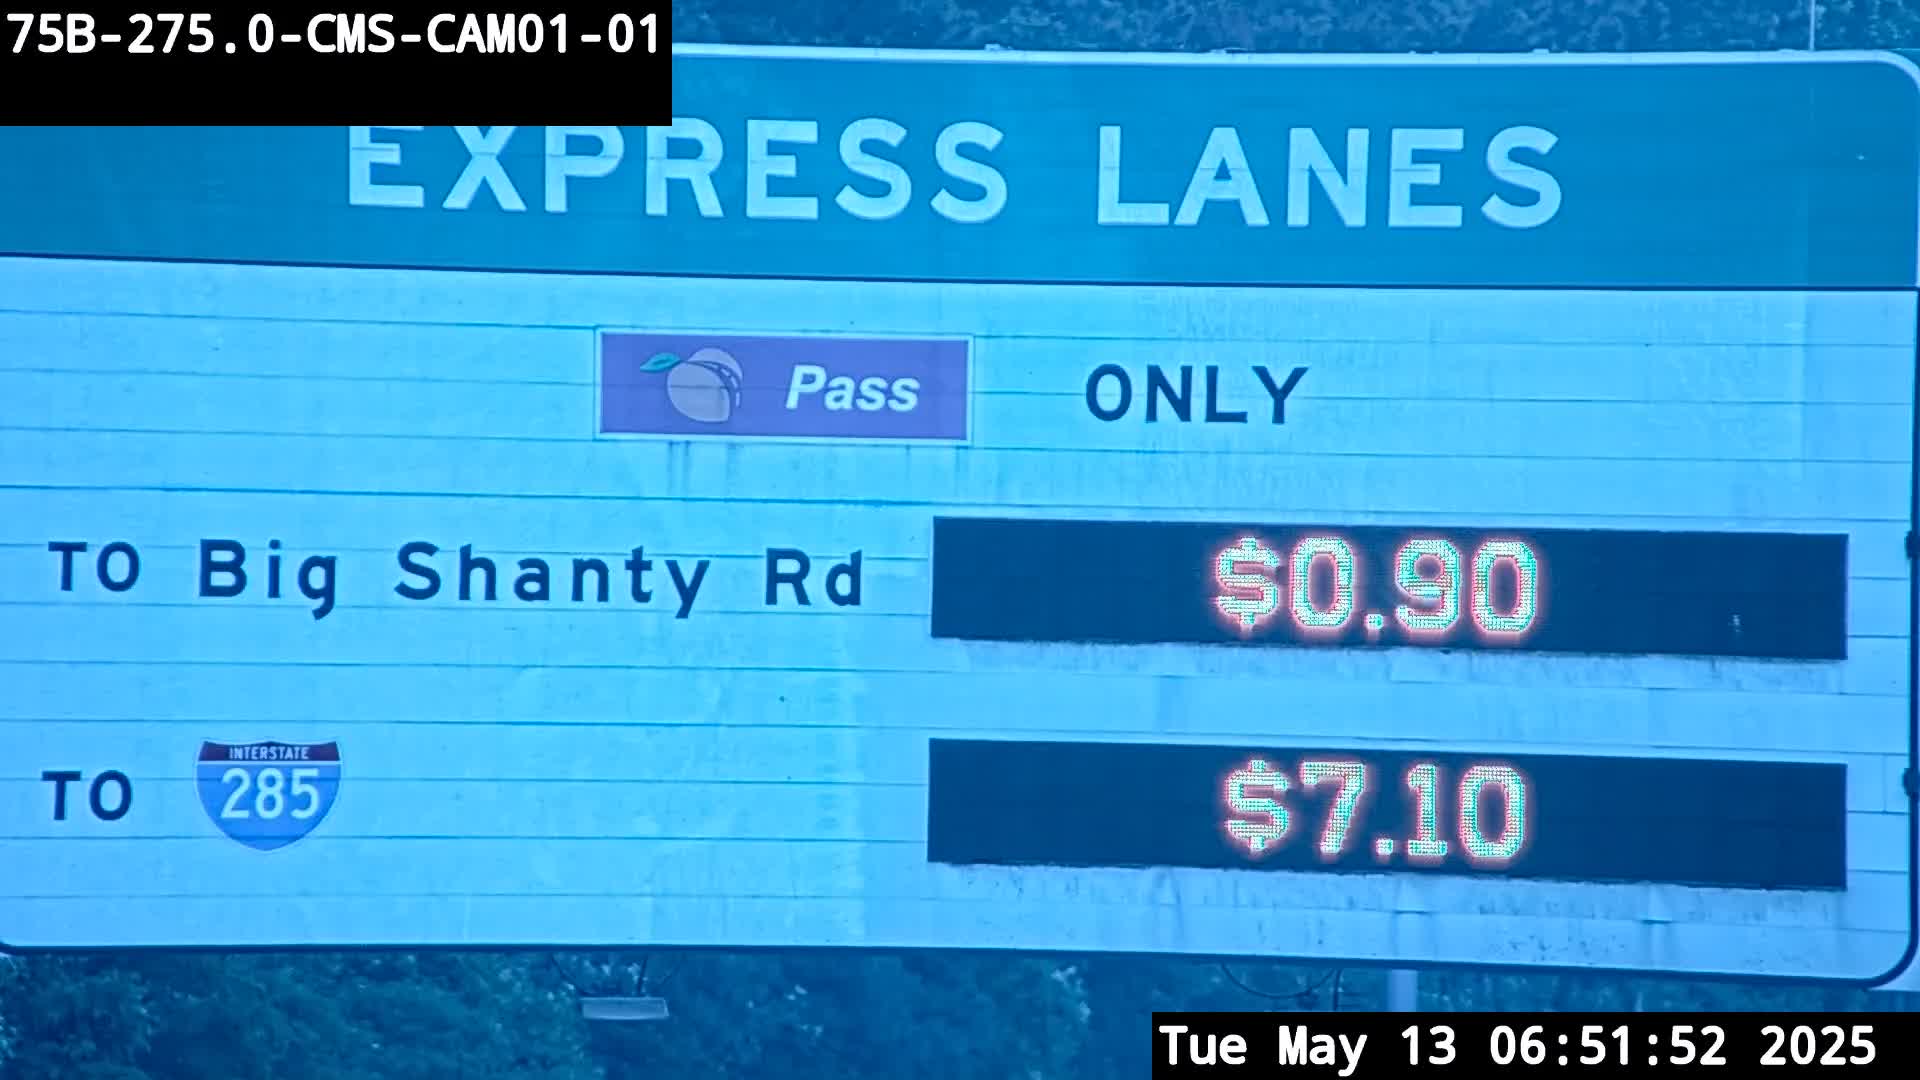 75B-275.0-CMS-CAM01-01
EXPRESS LANES
Pass ONLY
TO Big Shanty Rd $0.90
TO INTERSTATE 285 $7.10
Tue May 13 06:51:52 2025